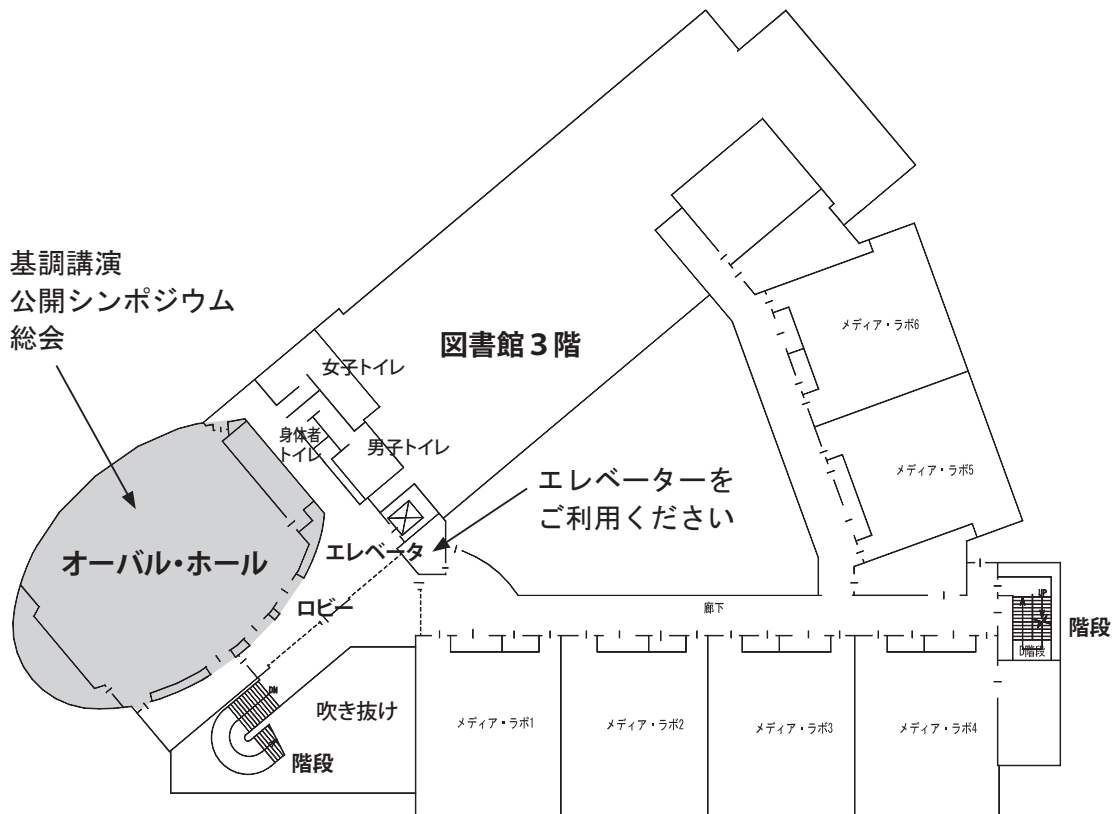 基調講演
公開シンポジウム
総会
図書館３階
女子トイレ
身体者
トイレ
男子トイレ
エレベーターを
ご利用ください
エレベータ
オーバル・ホール
ロビー
メディア・ラボ6
メディア・ラボ5
廊下
UP
D階段
階段
DN
吹き抜け
階段
メディア・ラボ1
メディア・ラボ2
メディア・ラボ3
メディア・ラボ4